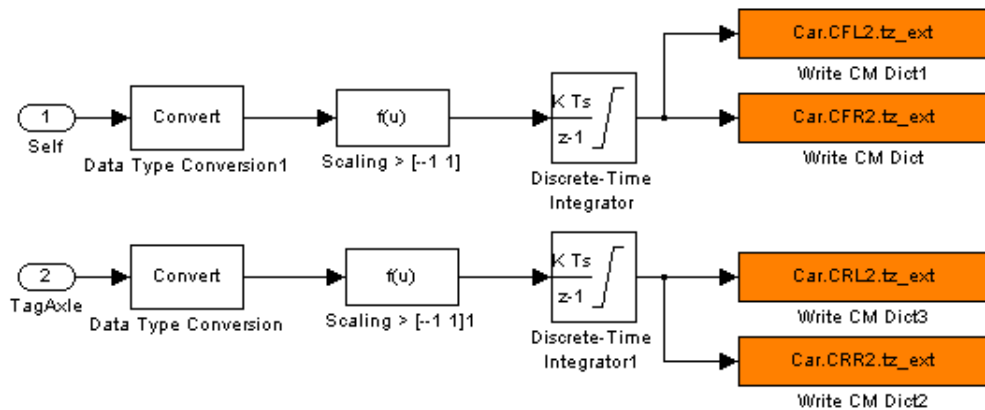 Car.CFL2.tz_ext
Write CM Dict1
1
Self
Convert
Data Type Conversion1
f(u)
Scaling > [--1 1]
K Ts
z-1
Discrete-Time
Integrator
Car.CFR2.tz_ext
Write CM Dict
2
TagAxle
Convert
Data Type Conversion
f(u)
Scaling > [--1 1]1
K Ts
z-1
Discrete-Time
Integrator1
Car.CRL2.tz_ext
Write CM Dict3
Car.CRR2.tz_ext
Write CM Dict2